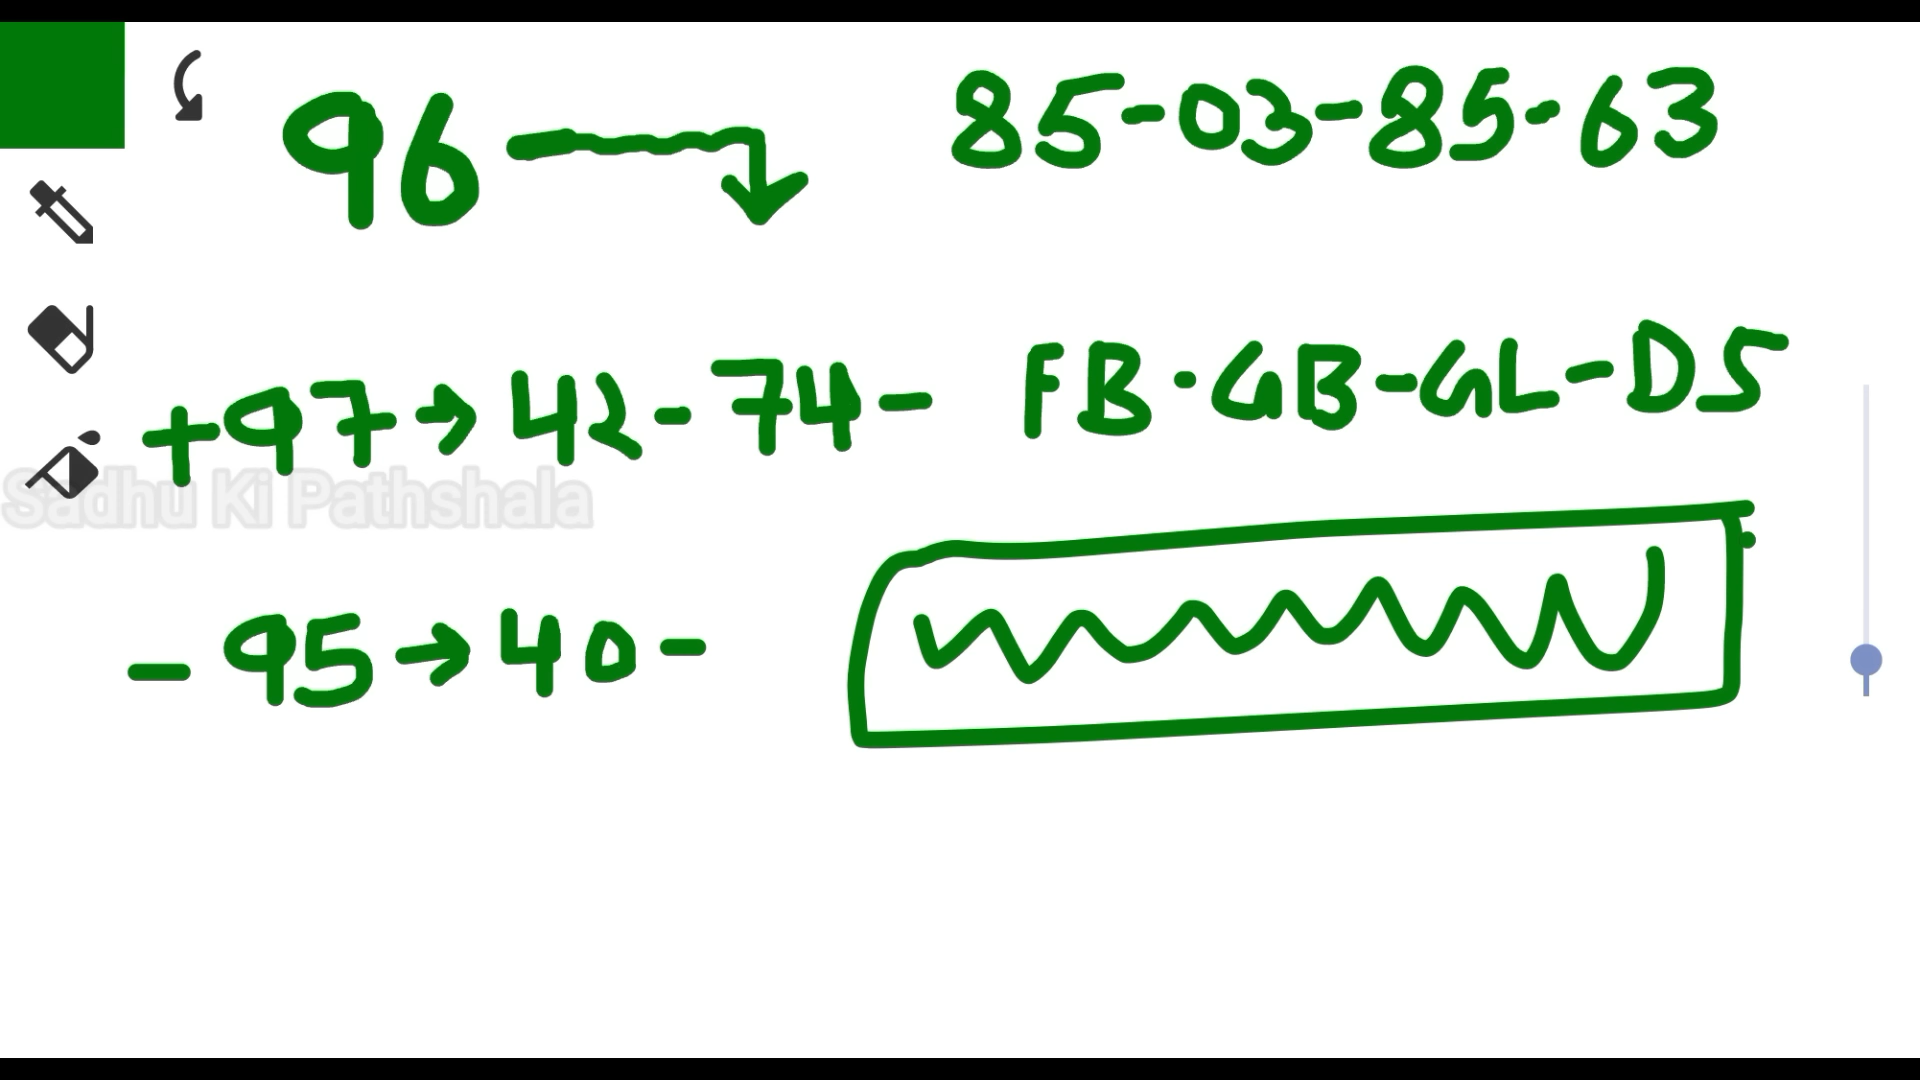 96 → 85-03-85-63
+97→42-74- FB·GB-GL-DS
Sadhu Ki Pathshala
-95→40-